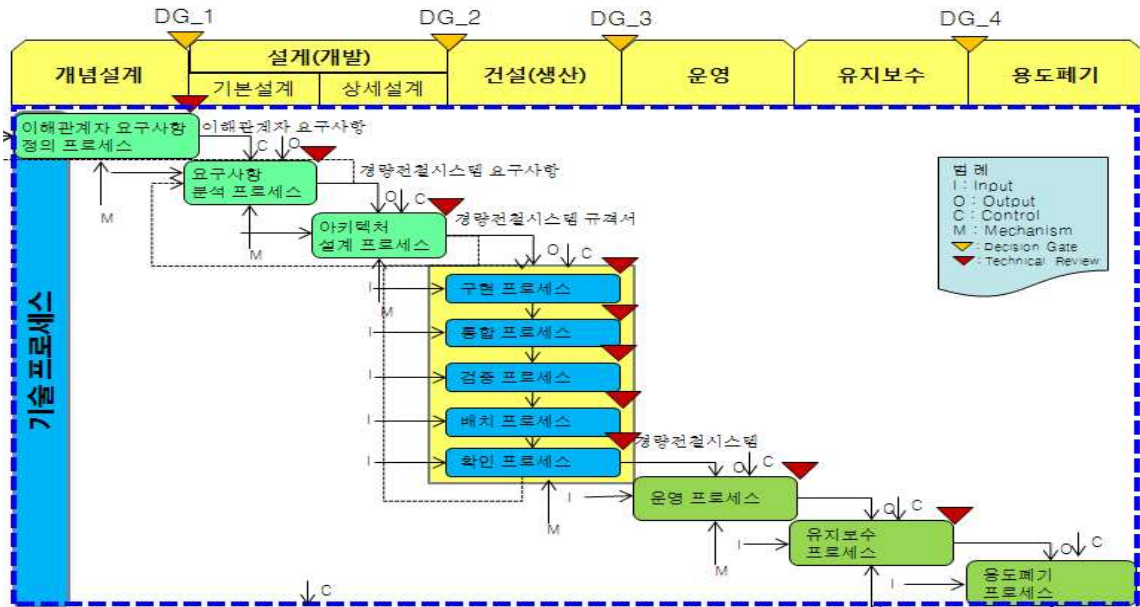 DG_1
DG_2
DG_3
DG_4
개념설계
설계(개발)
기본설계
상세설계
건설(생산)
운영
유지보수
용도폐기
이해관계자 요구사항
정의 프로세스
이해관계자 요구사항
C
O
M
요구사항
분석 프로세스
경량전철시스템 요구사항
O
C
M
아키텍처
설계 프로세스
경량전철시스템 규격서
O
C
M
범 례
I : Input
O : Output
C : Control
M : Mechanism
: Decision Gate
: Technical Review
기술프로세스
I
구현 프로세스
I
통합 프로세스
I
검증 프로세스
I
배치 프로세스
I
확인 프로세스
경량전철시스템
O
C
M
I
운영 프로세스
O
C
M
I
유지보수
프로세스
O
C
I
용도폐기
프로세스
C